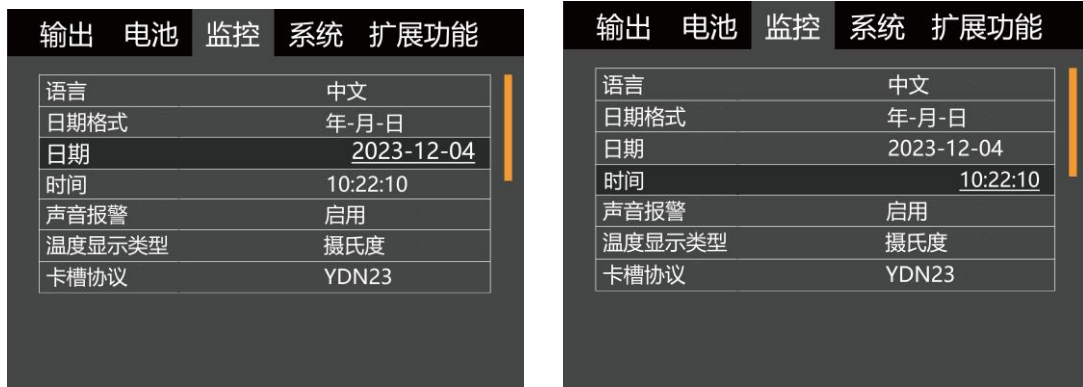 输出 电池 监控 系统 扩展功能
语言 中文
日期格式 年-月-日
日期 2023-12-04
时间 10:22:10
声音报警 启用
温度显示类型 摄氏度
卡槽协议 YDN23
输出 电池 监控 系统 扩展功能
语言 中文
日期格式 年-月-日
日期 2023-12-04
时间 10:22:10
声音报警 启用
温度显示类型 摄氏度
卡槽协议 YDN23